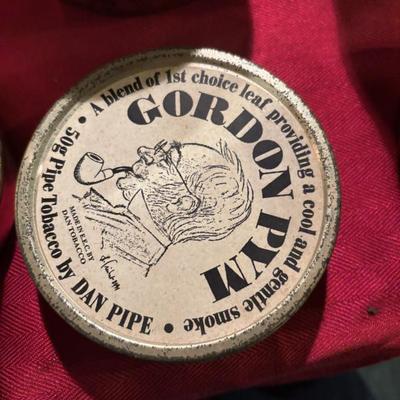 A blend of 1st choice leaf providing a cool and gentle smoke •
50g Pipe Tobacco by DAN PIPE •
GORDON PYM
MADE IN E.E.C. BY
DAN TOBACCO